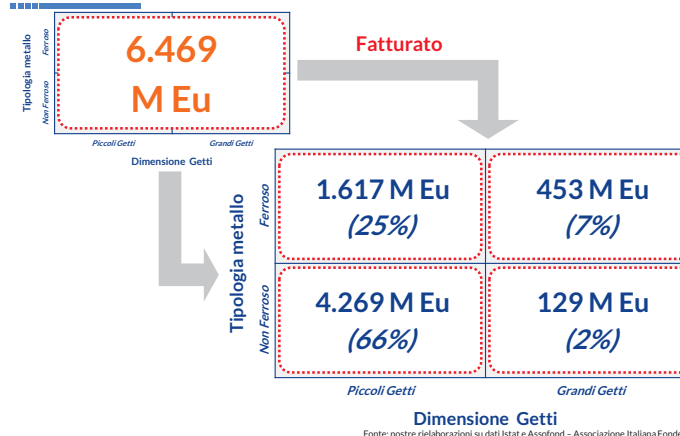 6.469
M Eu
Tipologia metallo
Ferroso
Non Ferroso
Piccoli Getti
Grandi Getti
Dimensione Getti
Fatturato
Tipologia metallo
Ferroso
1.617 M Eu
(25%)
453 M Eu
(7%)
Non Ferroso
4.269 M Eu
(66%)
129 M Eu
(2%)
Piccoli Getti
Grandi Getti
Dimensione Getti
Fonte: nostre rielaborazioni su dati Istat e Assofond – Associazione Italiana Fonde